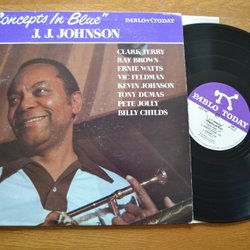 "Concepts In Blue"
PABLO TODAY
J. J. JOHNSON
CLARK TERRY
RAY BROWN
ERNIE WATTS
VIC FELDMAN
KEVIN JOHNSON
TONY DUMAS
PETE JOLLY
BILLY CHILDS
PABLO TODAY